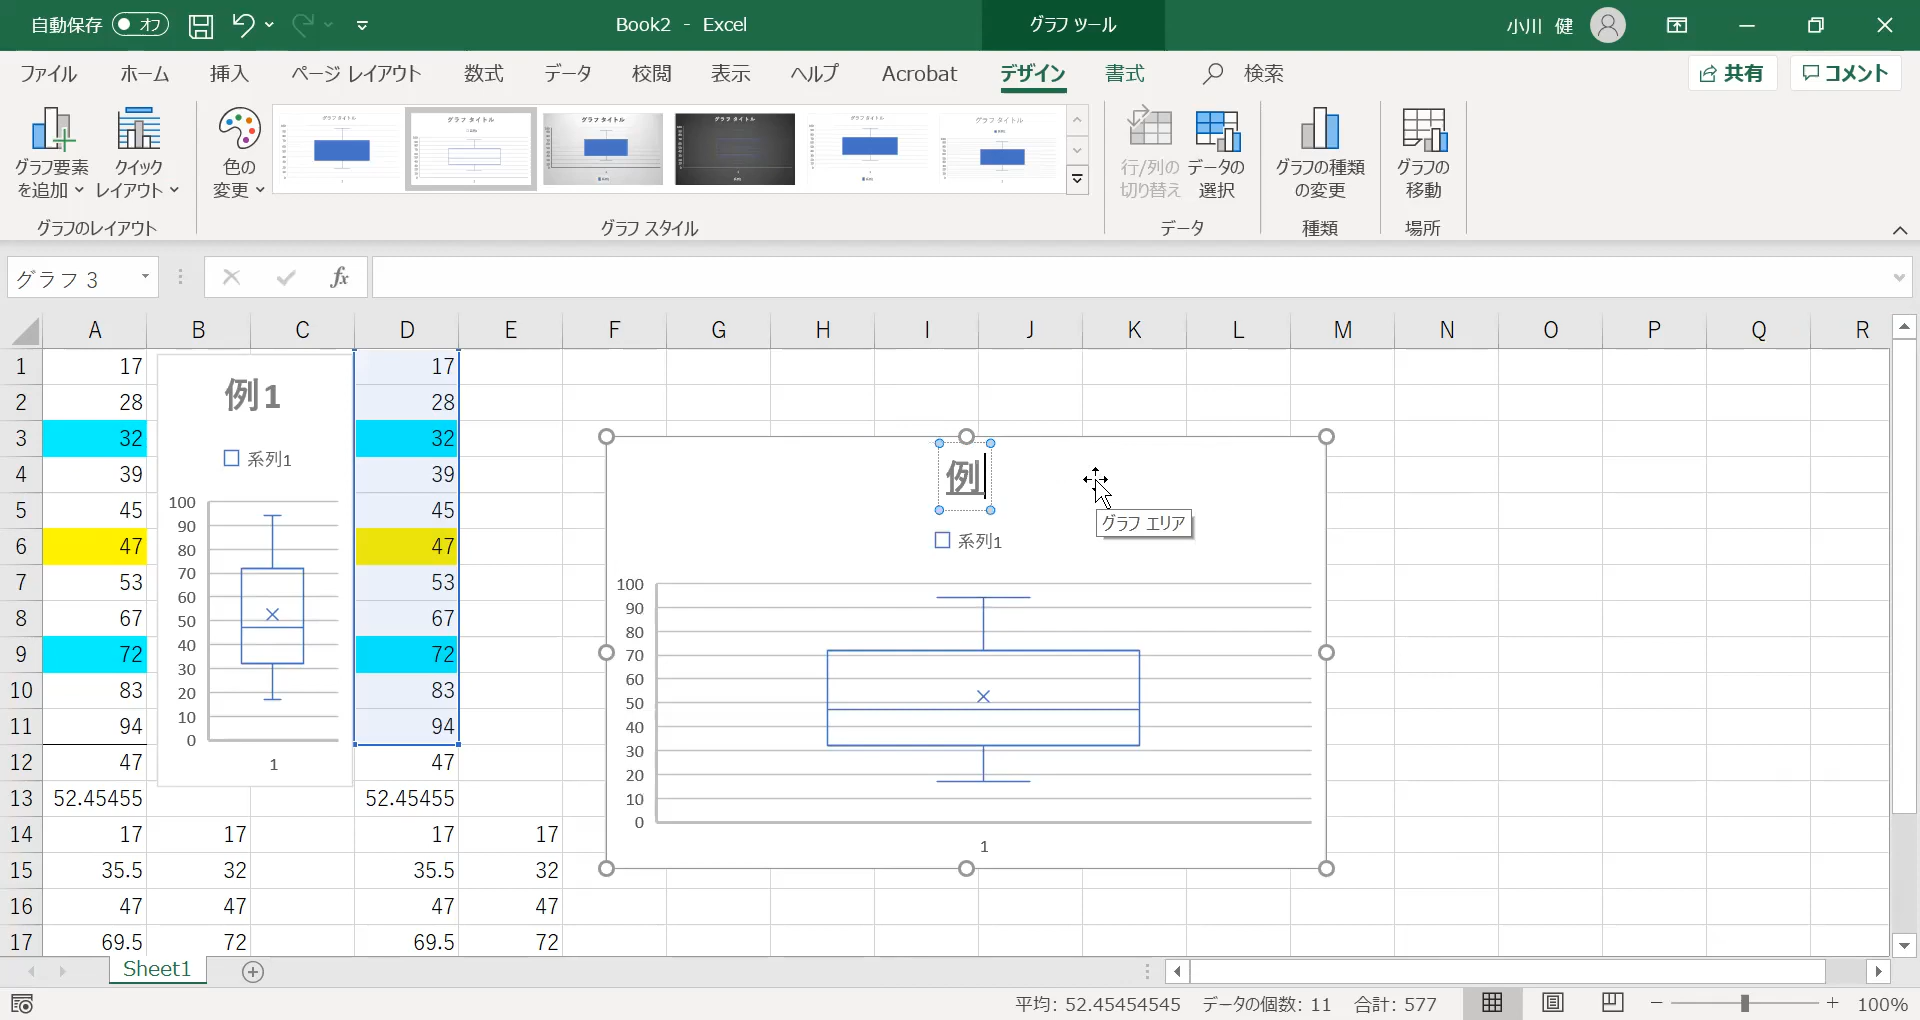 自動保存 オフ
Book2 - Excel
グラフ ツール
小川 健
ファイル ホーム 挿入 ページ レイアウト 数式 データ 校閲 表示 ヘルプ Acrobat デザイン 書式 検索
共有 コメント
グラフ要素
を追加
クイック
レイアウト
色の
変更
行/列の
切り替え
データの
選択
グラフの種類
の変更
グラフの
移動
グラフのレイアウト
グラフ スタイル
データ
種類
場所
グラフ 3
fx
A B C D E F G H I J K L M N O P Q R
1 17 17
2 28 28
3 32 32
4 39 39
5 45 45
6 47 47
7 53 53
8 67 67
9 72 72
10 83 83
11 94 94
12 47 47
13 52.45455 52.45455
14 17 17 17 17
15 35.5 32 35.5 32
16 47 47 47 47
17 69.5 72 69.5 72
例1
系列1
100
90
80
70
60
50
40
30
20
10
0
1
例
グラフ エリア
系列1
100
90
80
70
60
50
40
30
20
10
0
1
Sheet1
平均: 52.45454545 データの個数: 11 合計: 577
100%